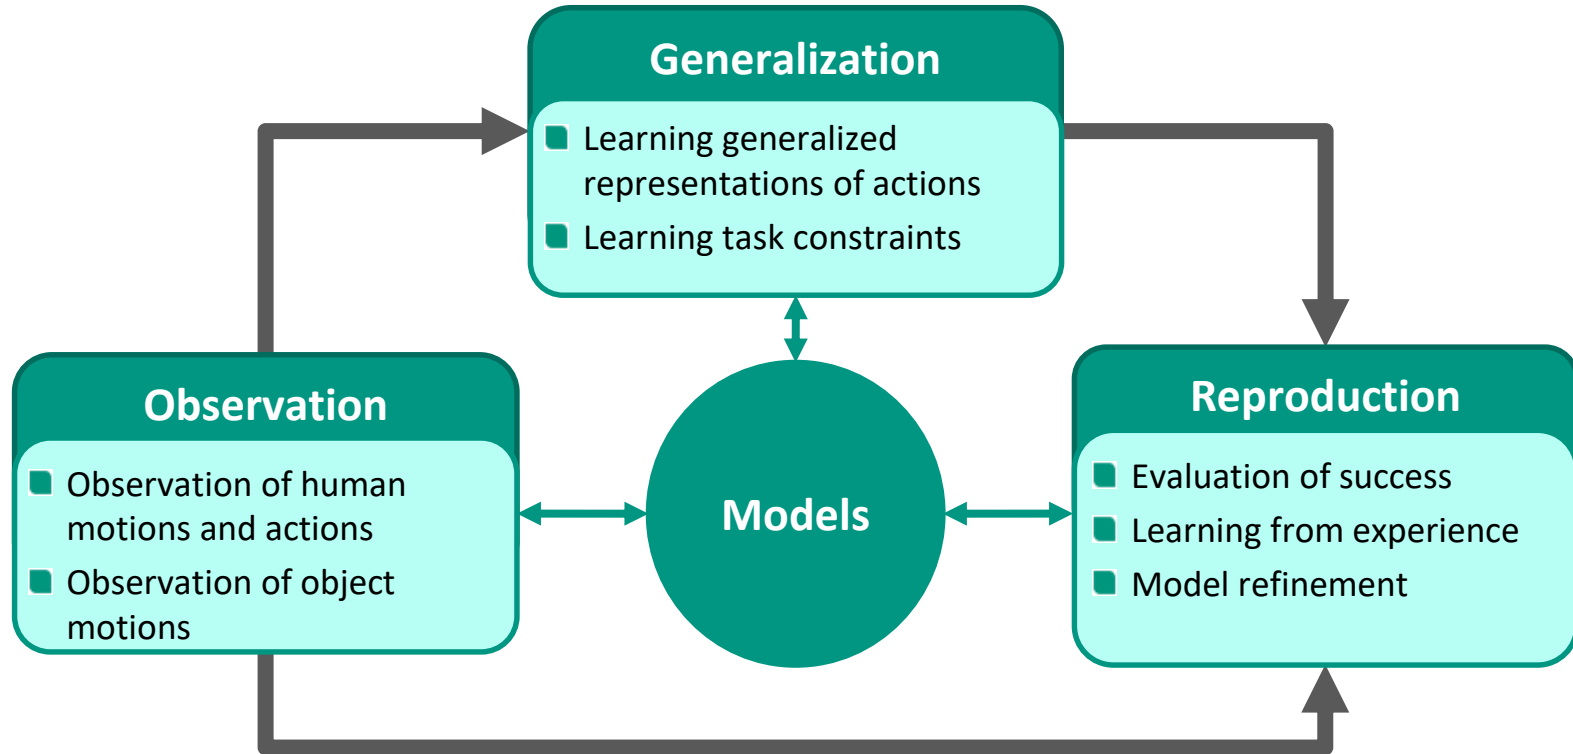 Generalization
Learning generalized
representations of actions
Learning task constraints
Observation
Observation of human
motions and actions
Observation of object
motions
Models
Reproduction
Evaluation of success
Learning from experience
Model refinement